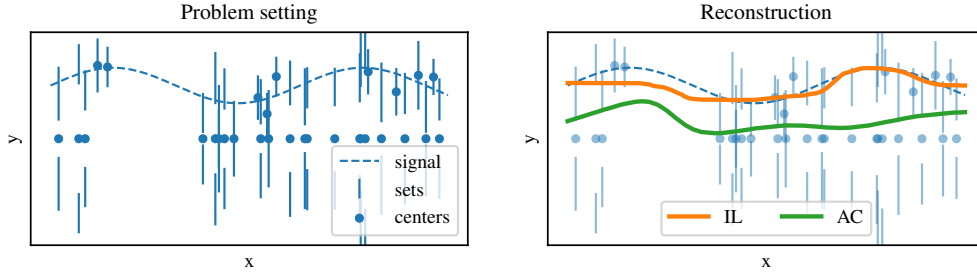 Problem setting
y
signal
sets
centers
x
Reconstruction
y
IL
AC
x